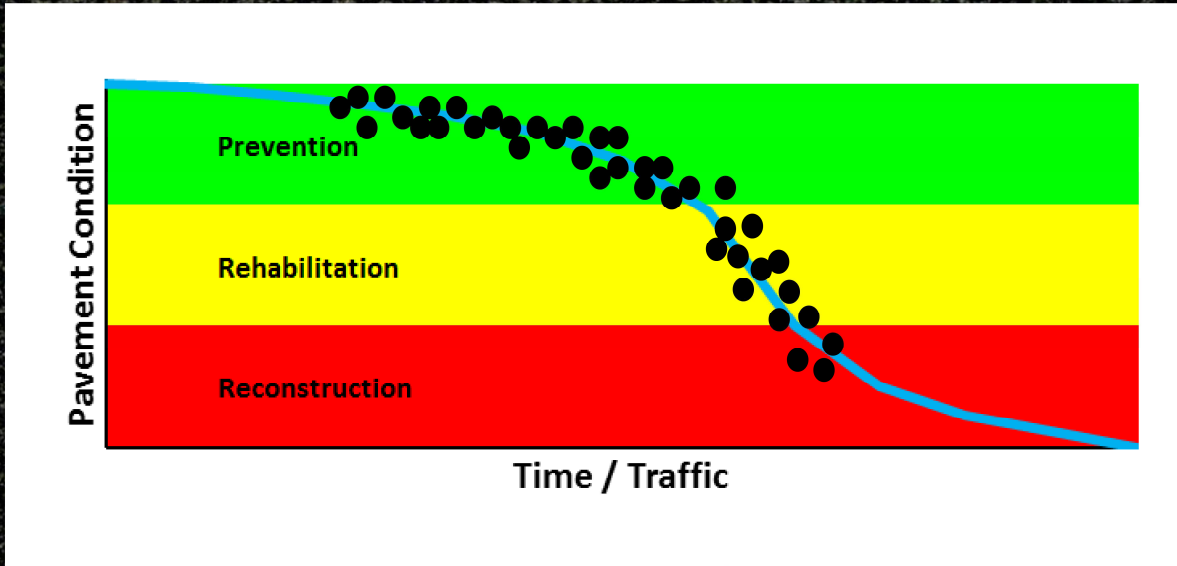 Pavement Condition
Prevention
Rehabilitation
Reconstruction
Time / Traffic